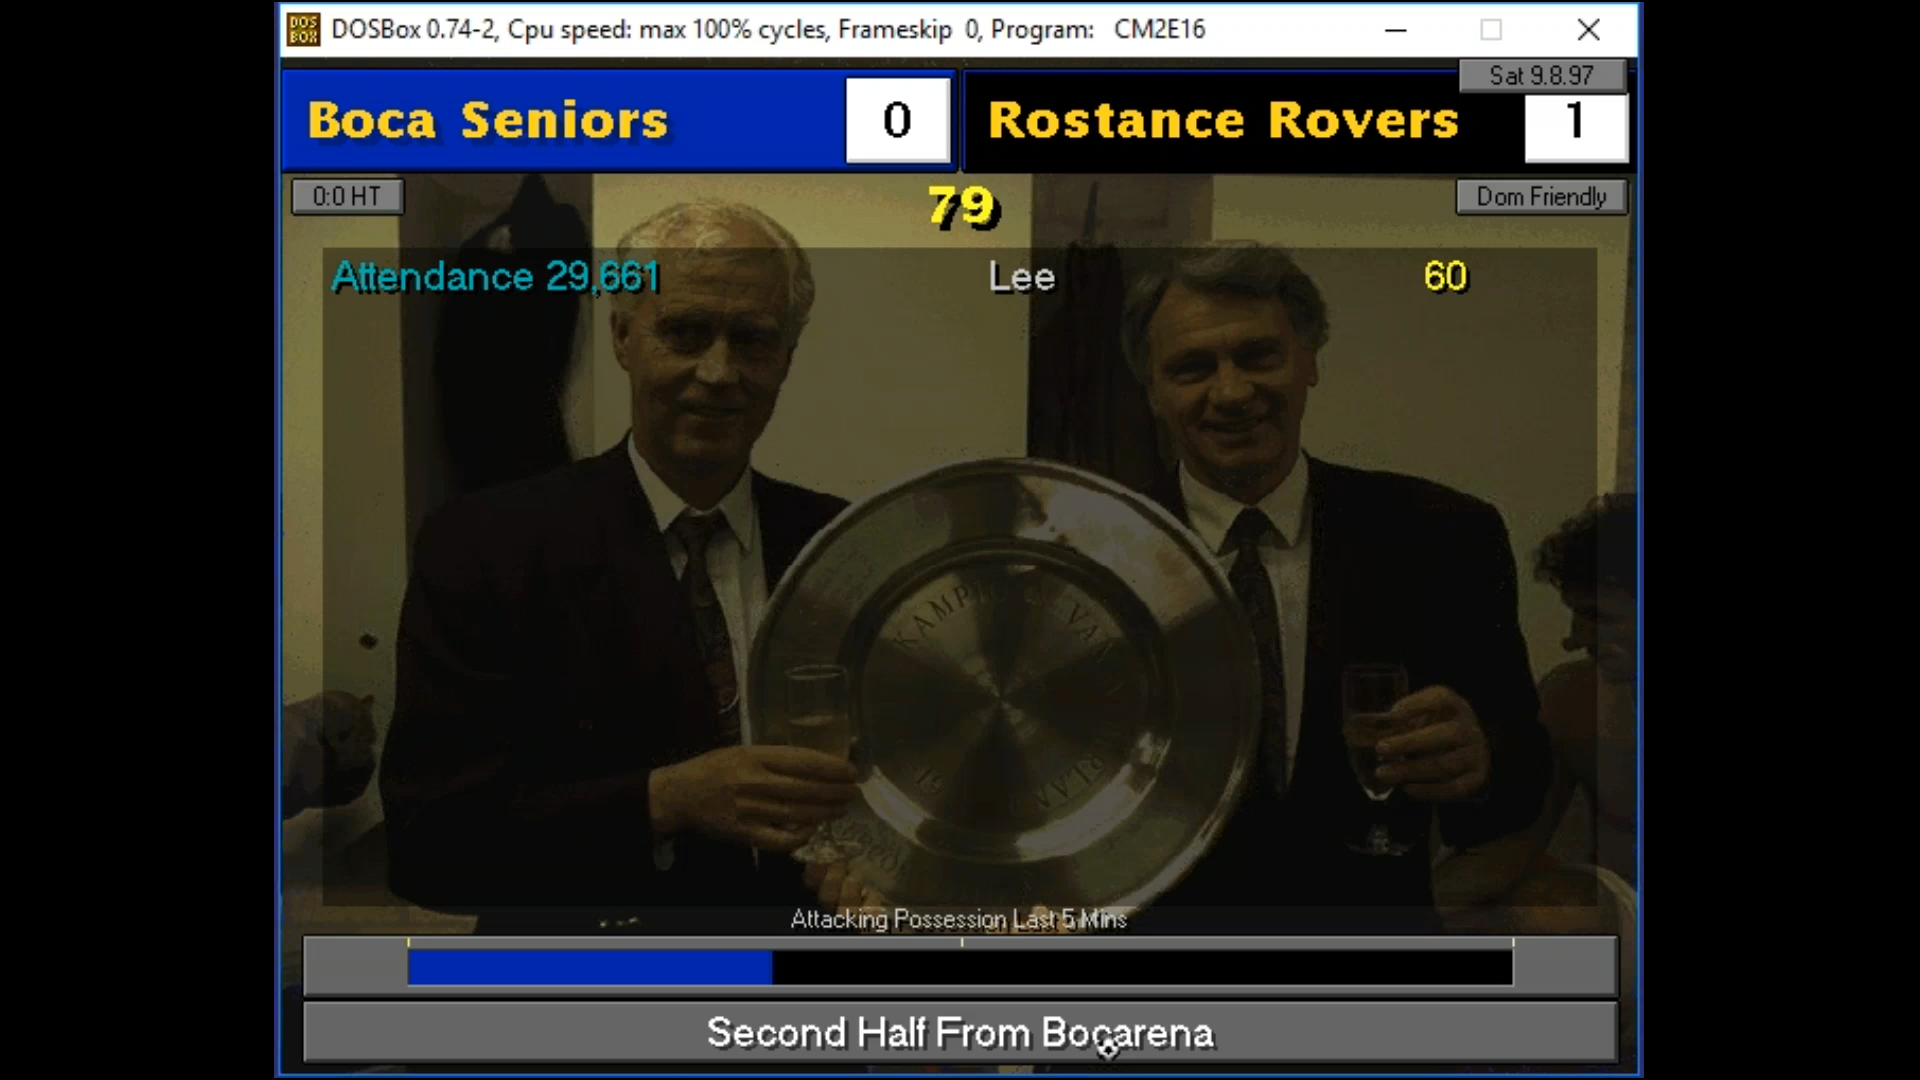 DOS
BOX
DOSBox 0.74-2, Cpu speed: max 100% cycles, Frameskip 0, Program: CM2E16
Sat 9.8.97
Boca Seniors 0 Rostance Rovers 1
0:0 HT 79 Dom Friendly
Attendance 29,661 Lee 60
Attacking Possession Last 5 Mins
Second Half From Bocarena